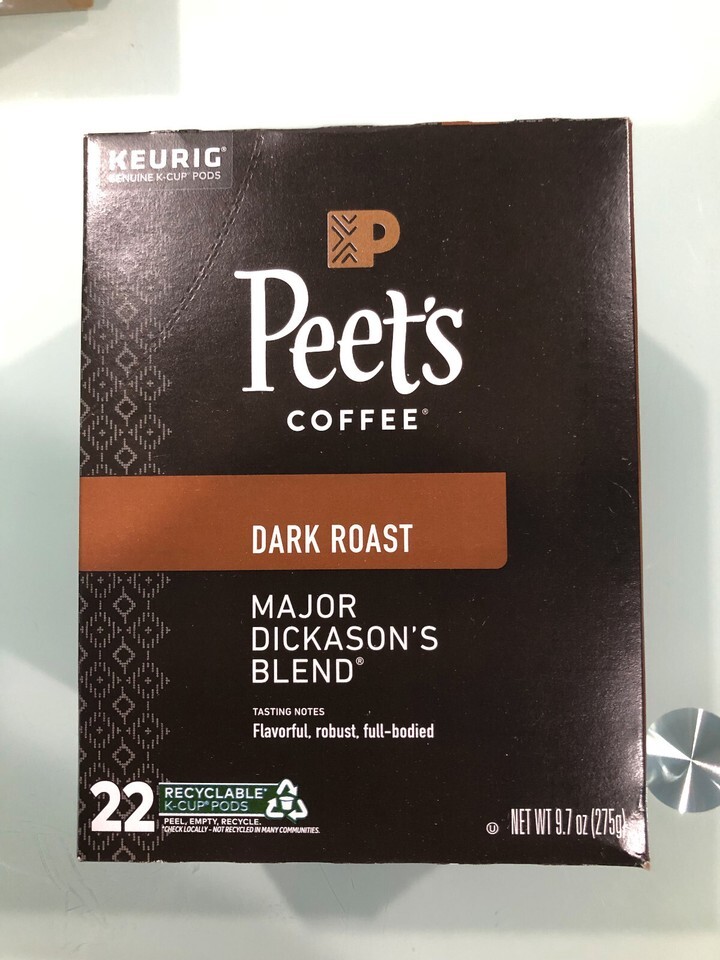 KEURIG®
GENUINE K-CUP® PODS
P
Peet's
COFFEE®
DARK ROAST
MAJOR
DICKASON'S
BLEND®
TASTING NOTES
Flavorful, robust, full-bodied
22
RECYCLABLE*
K-CUP® PODS
PEEL, EMPTY, RECYCLE.
*CHECK LOCALLY - NOT RECYCLED IN MANY COMMUNITIES.
U NET WT 9.7 oz (275g)